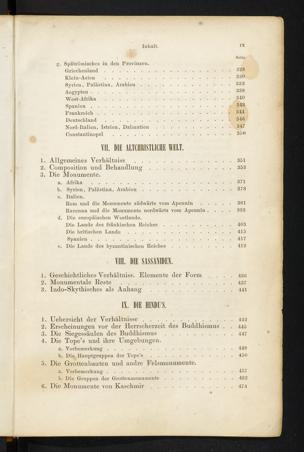 Inhalt. IX
Seite
g. Spätrömisches in den Provinzen.
Griechenland 328
Klein-Asien 330
Syrien, Palästina, Arabien 332
Aegypten 339
West-Afrika 340
Spanien 342
Frankreich 344
Deutschland 346
Nord-Italien, Istrien, Dalmatien 347
Constantinopel 350
VII. DIE ALTCHRISTLICHE WELT.
1. Allgemeines Verhältniss 351
2. Composition und Behandlung 353
3. Die Monumente.
a. Afrika 371
b. Syrien, Palästina, Arabien 373
c. Italien.
Rom und die Monumente südwärts vom Apennin 381
Ravenna und die Monumente nordwärts vom Apennin 393
d. Die europäischen Westlande.
Die Lande des fränkischen Reiches 405
Die britischen Lande 415
Spanien 417
e. Die Lande des byzantinischen Reiches 419
VIII. DIE SASSANIDEN.
1. Geschichtliches Verhältniss. Elemente der Form 436
2. Monumentale Reste 437
3. Indo-Skythisches als Anhang 441
IX. DIE HINDU'S.
1. Uebersicht der Verhältnisse 444
2. Erscheinungen vor der Herrscherzeit des Buddhismus 445
3. Die Siegessäulen des Buddhismus 447
4. Die Tope's und ihre Umgebungen.
a. Vorbemerkung 449
b. Die Hauptgruppen der Tope's 450
5. Die Grottenbauten und andre Felsmonumente.
a. Vorbemerkung 457
b. Die Gruppen der Grottenmonumente 462
6. Die Monumente von Kaschmir 474